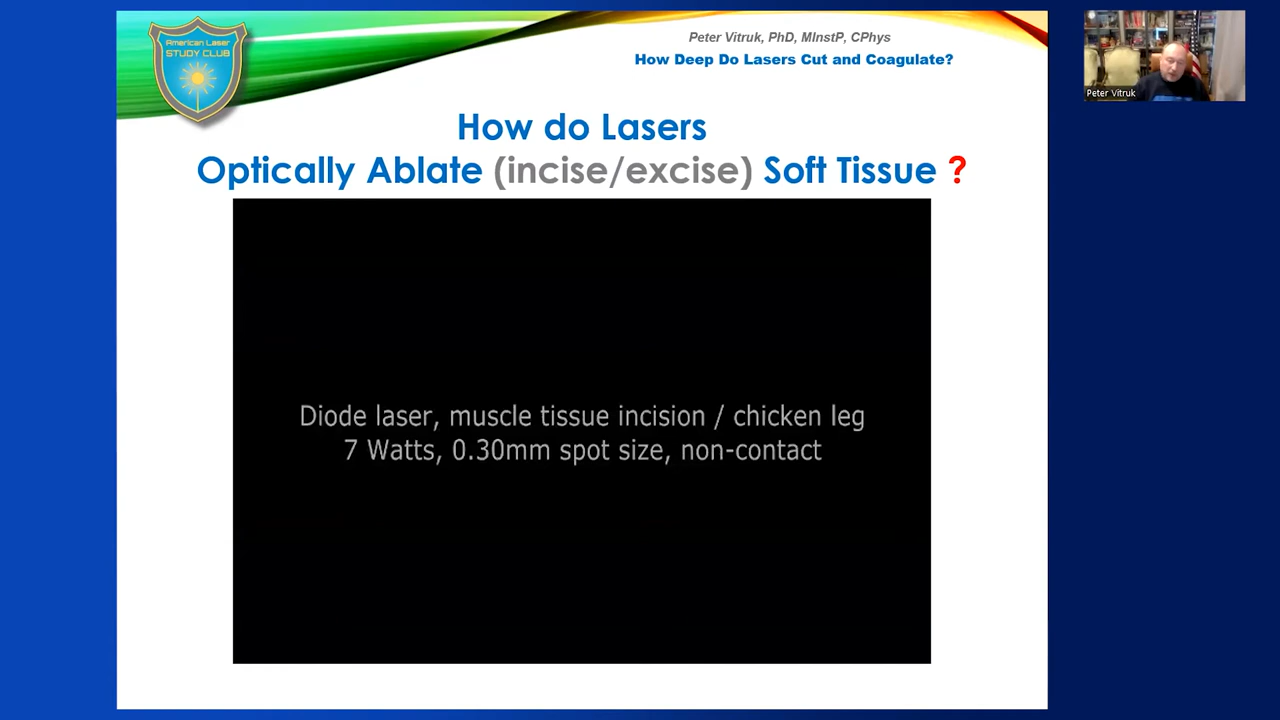 American Laser
STUDY CLUB
Peter Vitruk, PhD, MInstP, CPhys
How Deep Do Lasers Cut and Coagulate?
How do Lasers
Optically Ablate (incise/excise) Soft Tissue ?
Diode laser, muscle tissue incision / chicken leg
7 Watts, 0.30mm spot size, non-contact
Peter Vitruk